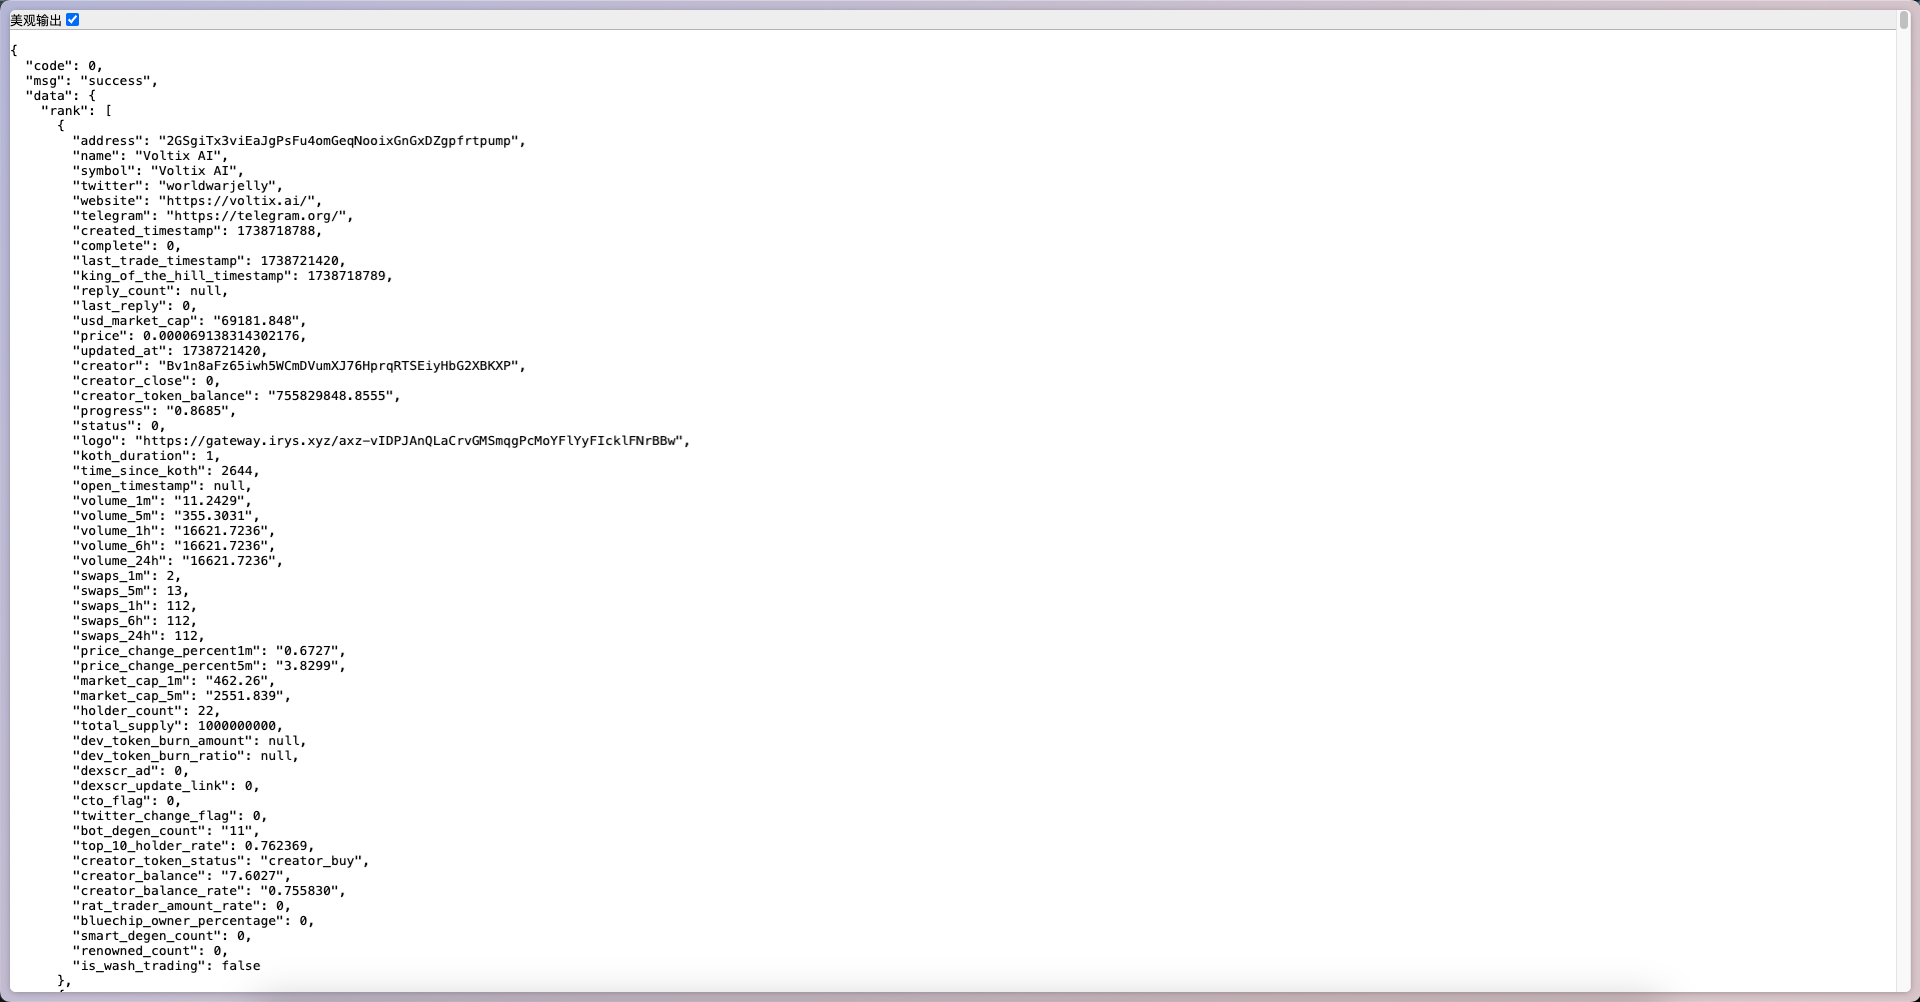 美观输出
{
  "code": 0,
  "msg": "success",
  "data": {
    "rank": [
      {
        "address": "2GSgiTx3viEaJgPsFu4omGeqNooixGnGxDZgpfrtpump",
        "name": "Voltix AI",
        "symbol": "Voltix AI",
        "twitter": "worldwarjelly",
        "website": "https://voltix.ai/",
        "telegram": "https://telegram.org/",
        "created_timestamp": 1738718788,
        "complete": 0,
        "last_trade_timestamp": 1738721420,
        "king_of_the_hill_timestamp": 1738718789,
        "reply_count": null,
        "last_reply": 0,
        "usd_market_cap": "69181.848",
        "price": 0.000069138314302176,
        "updated_at": 1738721420,
        "creator": "Bv1n8aFz65iwh5WCmDVumXJ76HprqRTSEiyHbG2XBKXP",
        "creator_close": 0,
        "creator_token_balance": "755829848.8555",
        "progress": "0.8685",
        "status": 0,
        "logo": "https://gateway.irys.xyz/axz-vIDPJAnQLaCrvGMSmqgPcMoYFlYyFIcklFNrBBw",
        "koth_duration": 1,
        "time_since_koth": 2644,
        "open_timestamp": null,
        "volume_1m": "11.2429",
        "volume_5m": "355.3031",
        "volume_1h": "16621.7236",
        "volume_6h": "16621.7236",
        "volume_24h": "16621.7236",
        "swaps_1m": 2,
        "swaps_5m": 13,
        "swaps_1h": 112,
        "swaps_6h": 112,
        "swaps_24h": 112,
        "price_change_percent1m": "0.6727",
        "price_change_percent5m": "3.8299",
        "market_cap_1m": "462.26",
        "market_cap_5m": "2551.839",
        "holder_count": 22,
        "total_supply": 1000000000,
        "dev_token_burn_amount": null,
        "dev_token_burn_ratio": null,
        "dexscr_ad": 0,
        "dexscr_update_link": 0,
        "cto_flag": 0,
        "twitter_change_flag": 0,
        "bot_degen_count": "11",
        "top_10_holder_rate": 0.762369,
        "creator_token_status": "creator_buy",
        "creator_balance": "7.6027",
        "creator_balance_rate": "0.755830",
        "rat_trader_amount_rate": 0,
        "bluechip_owner_percentage": 0,
        "smart_degen_count": 0,
        "renowned_count": 0,
        "is_wash_trading": false
      },